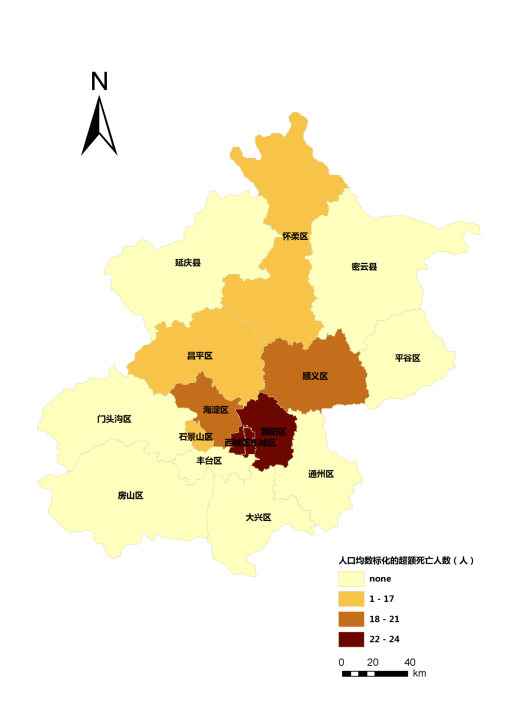 N
怀柔区
延庆县
密云县
昌平区
平谷区
顺义区
海淀区
门头沟区
朝阳区
石景山区
西城区东城区
丰台区
通州区
房山区
大兴区
人口均数标化的超额死亡人数（人）
none
1 - 17
18 - 21
22 - 24
0 20 40
km